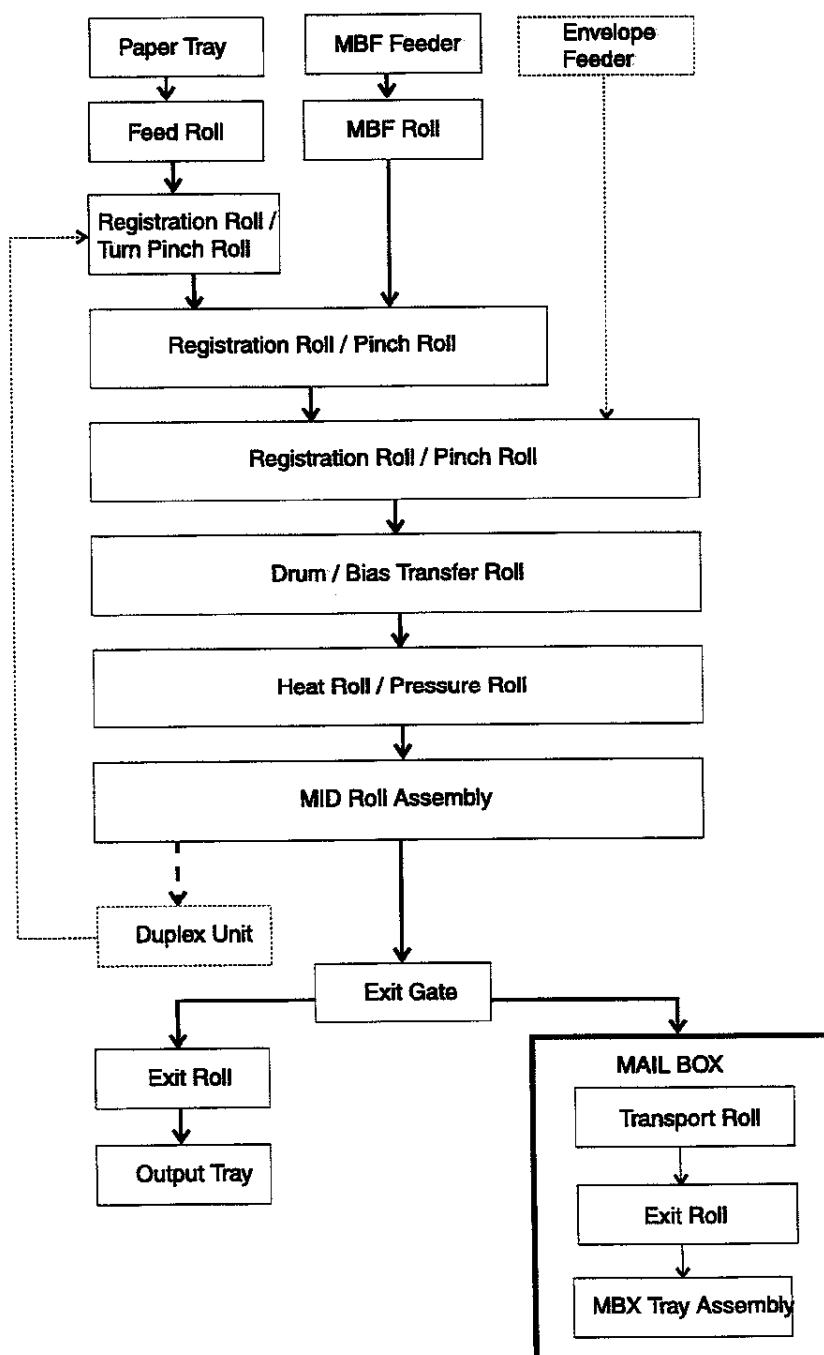 Paper Tray
MBF Feeder
Envelope
Feeder
Feed Roll
MBF Roll
Registration Roll /
Turn Pinch Roll
Registration Roll / Pinch Roll
Registration Roll / Pinch Roll
Drum / Bias Transfer Roll
Heat Roll / Pressure Roll
MID Roll Assembly
Duplex Unit
Exit Gate
Exit Roll
Output Tray
MAIL BOX
Transport Roll
Exit Roll
MBX Tray Assembly